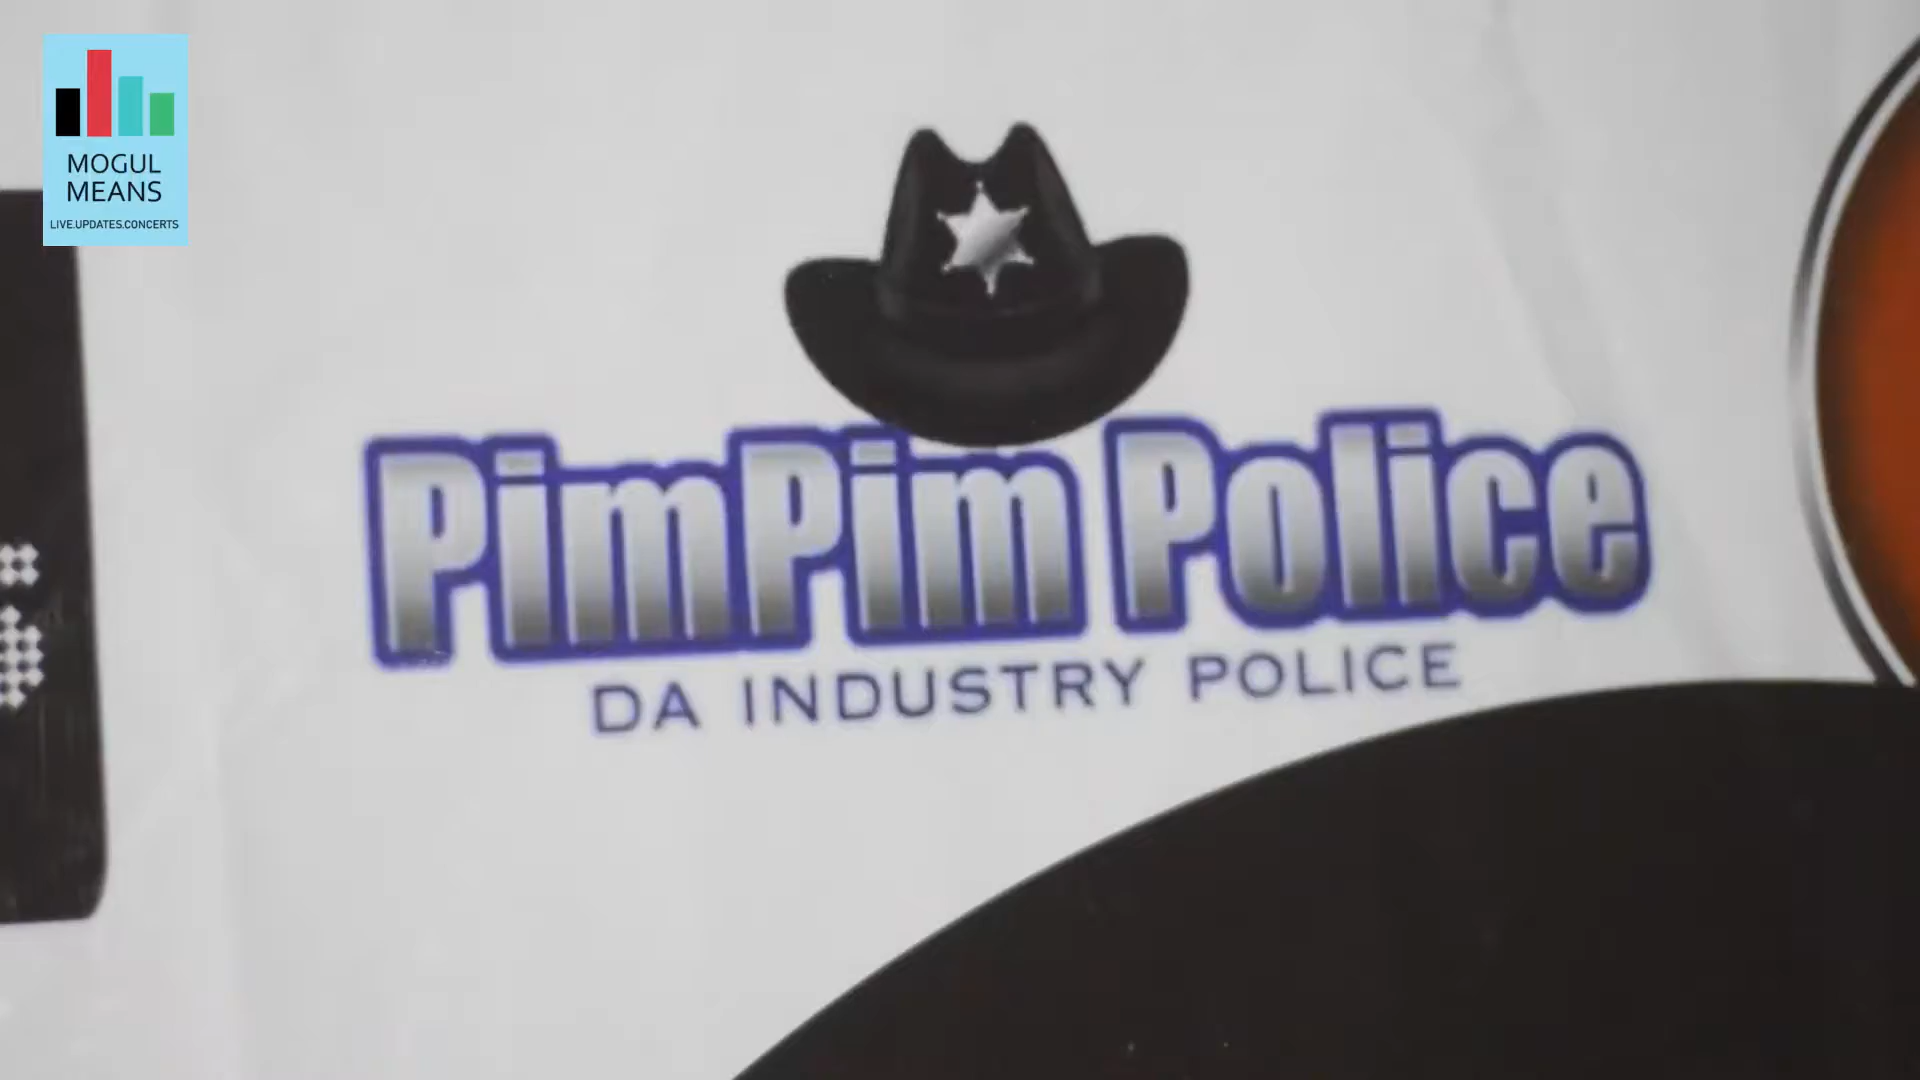 MOGUL
MEANS
LIVE.UPDATES.CONCERTS
PimPim Police
DA INDUSTRY POLICE